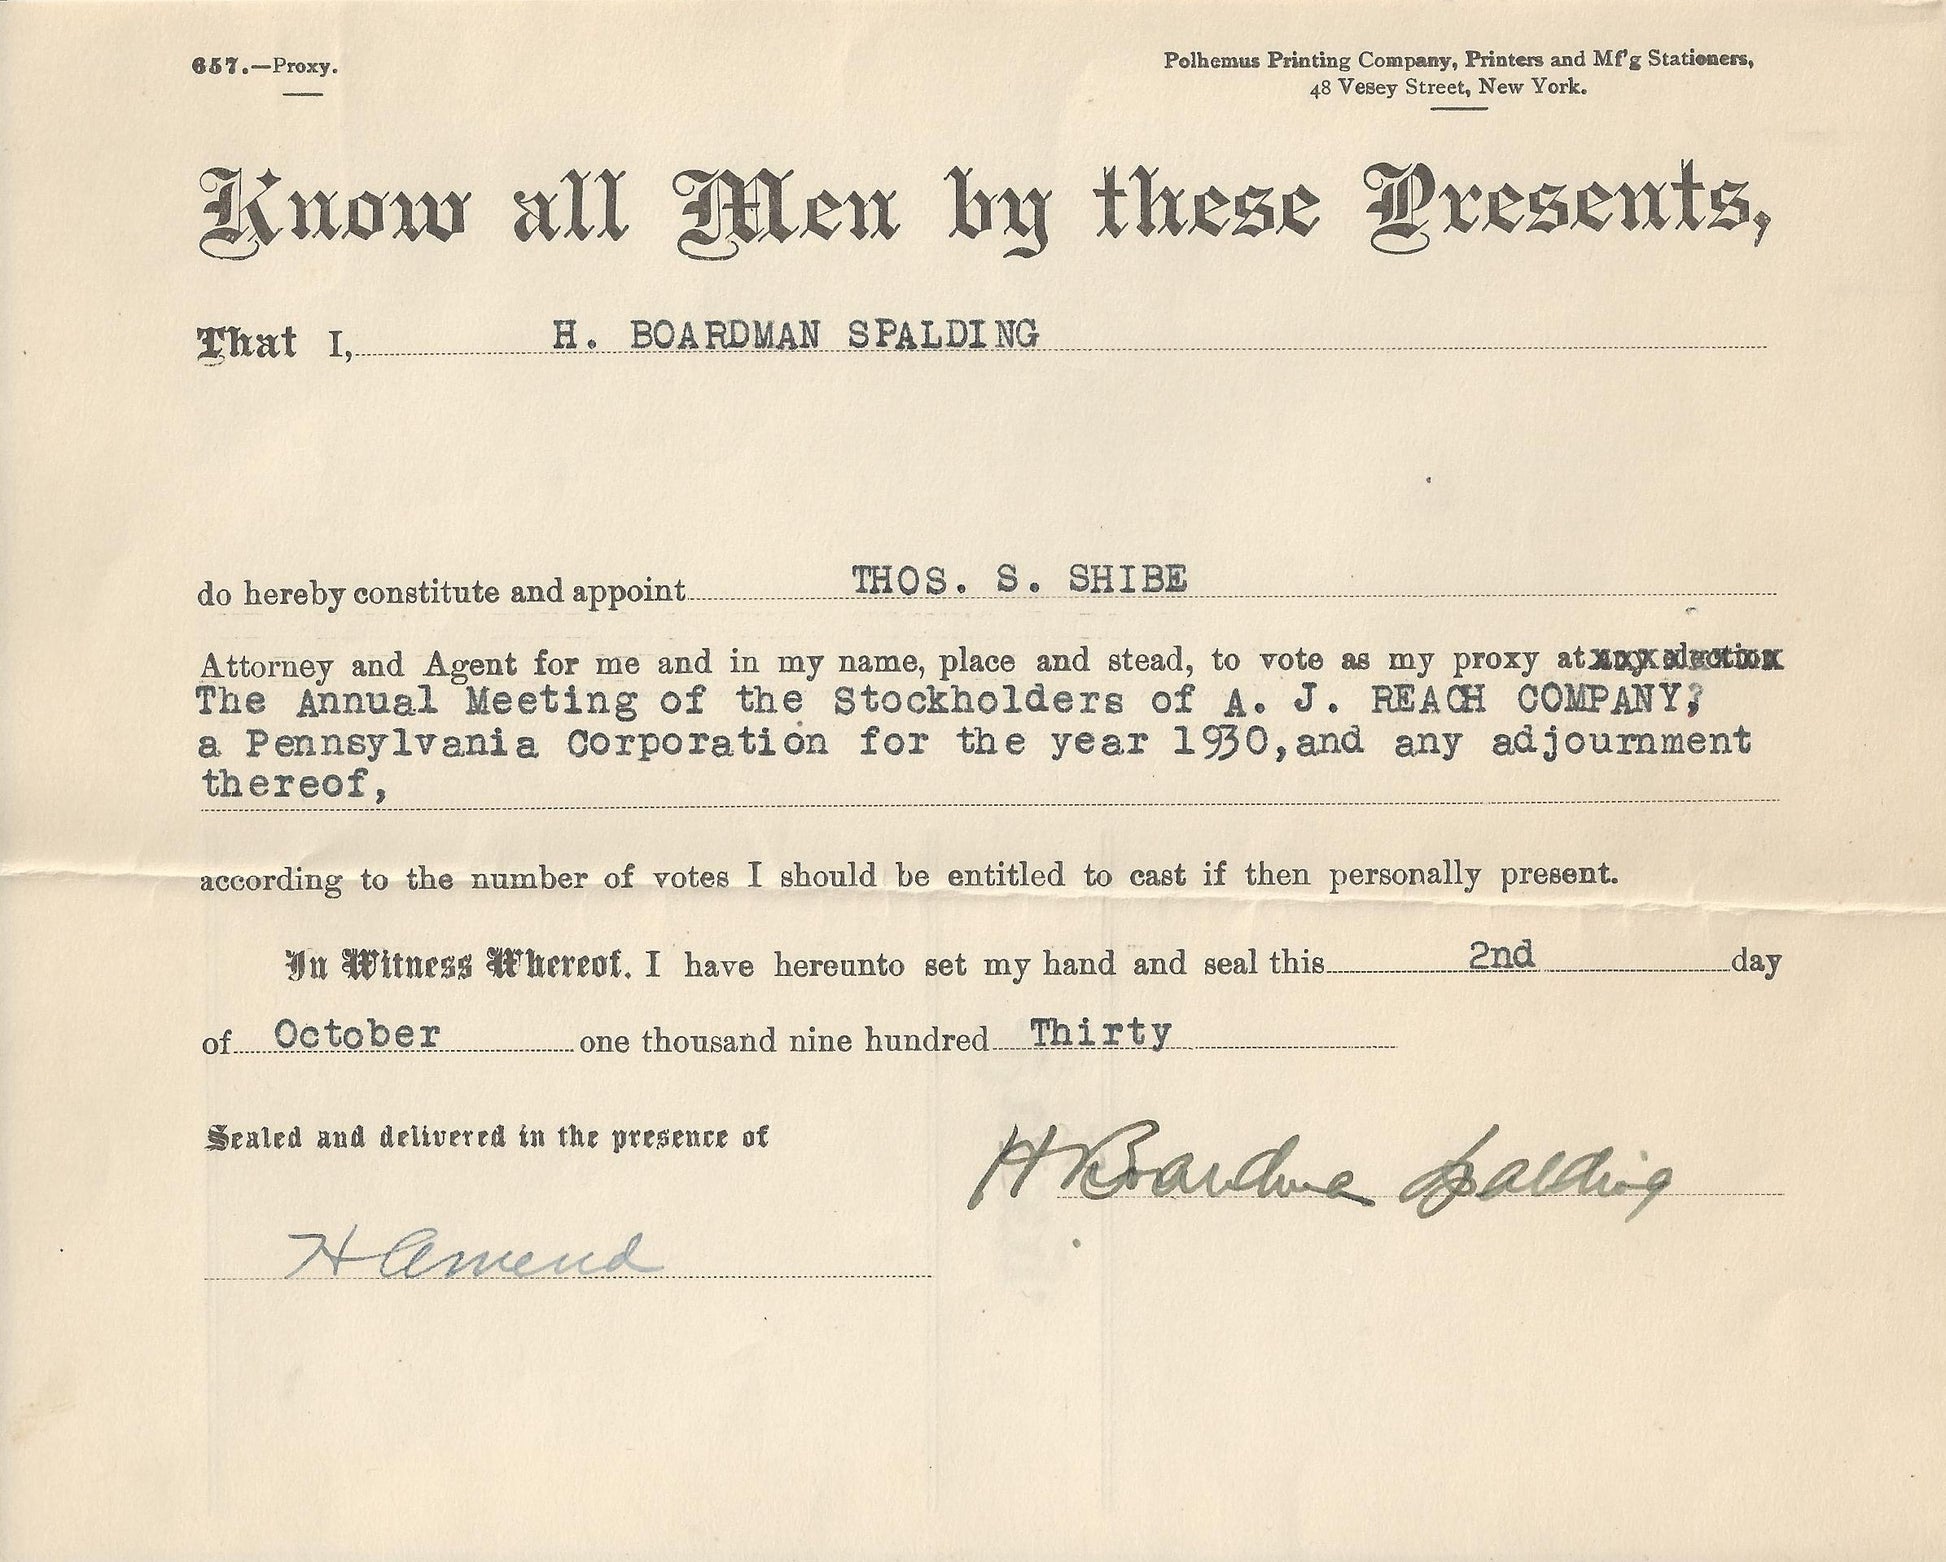 657.—Proxy.
Polhemus Printing Company, Printers and Mf'g Stationers,
48 Vesey Street, New York.
Know all Men by these Presents,
That I, H. BOARDMAN SPALDING
do hereby constitute and appoint THOS. S. SHIBE
Attorney and Agent for me and in my name, place and stead, to vote as my proxy at any election
The Annual Meeting of the Stockholders of A. J. REACH COMPANY,
a Pennsylvania Corporation for the year 1930,and any adjournment
thereof,
according to the number of votes I should be entitled to cast if then personally present.
In Witness Whereof, I have hereunto set my hand and seal this 2nd day
of October one thousand nine hundred Thirty
Sealed and delivered in the presence of
H Boardman Spalding
H Amend